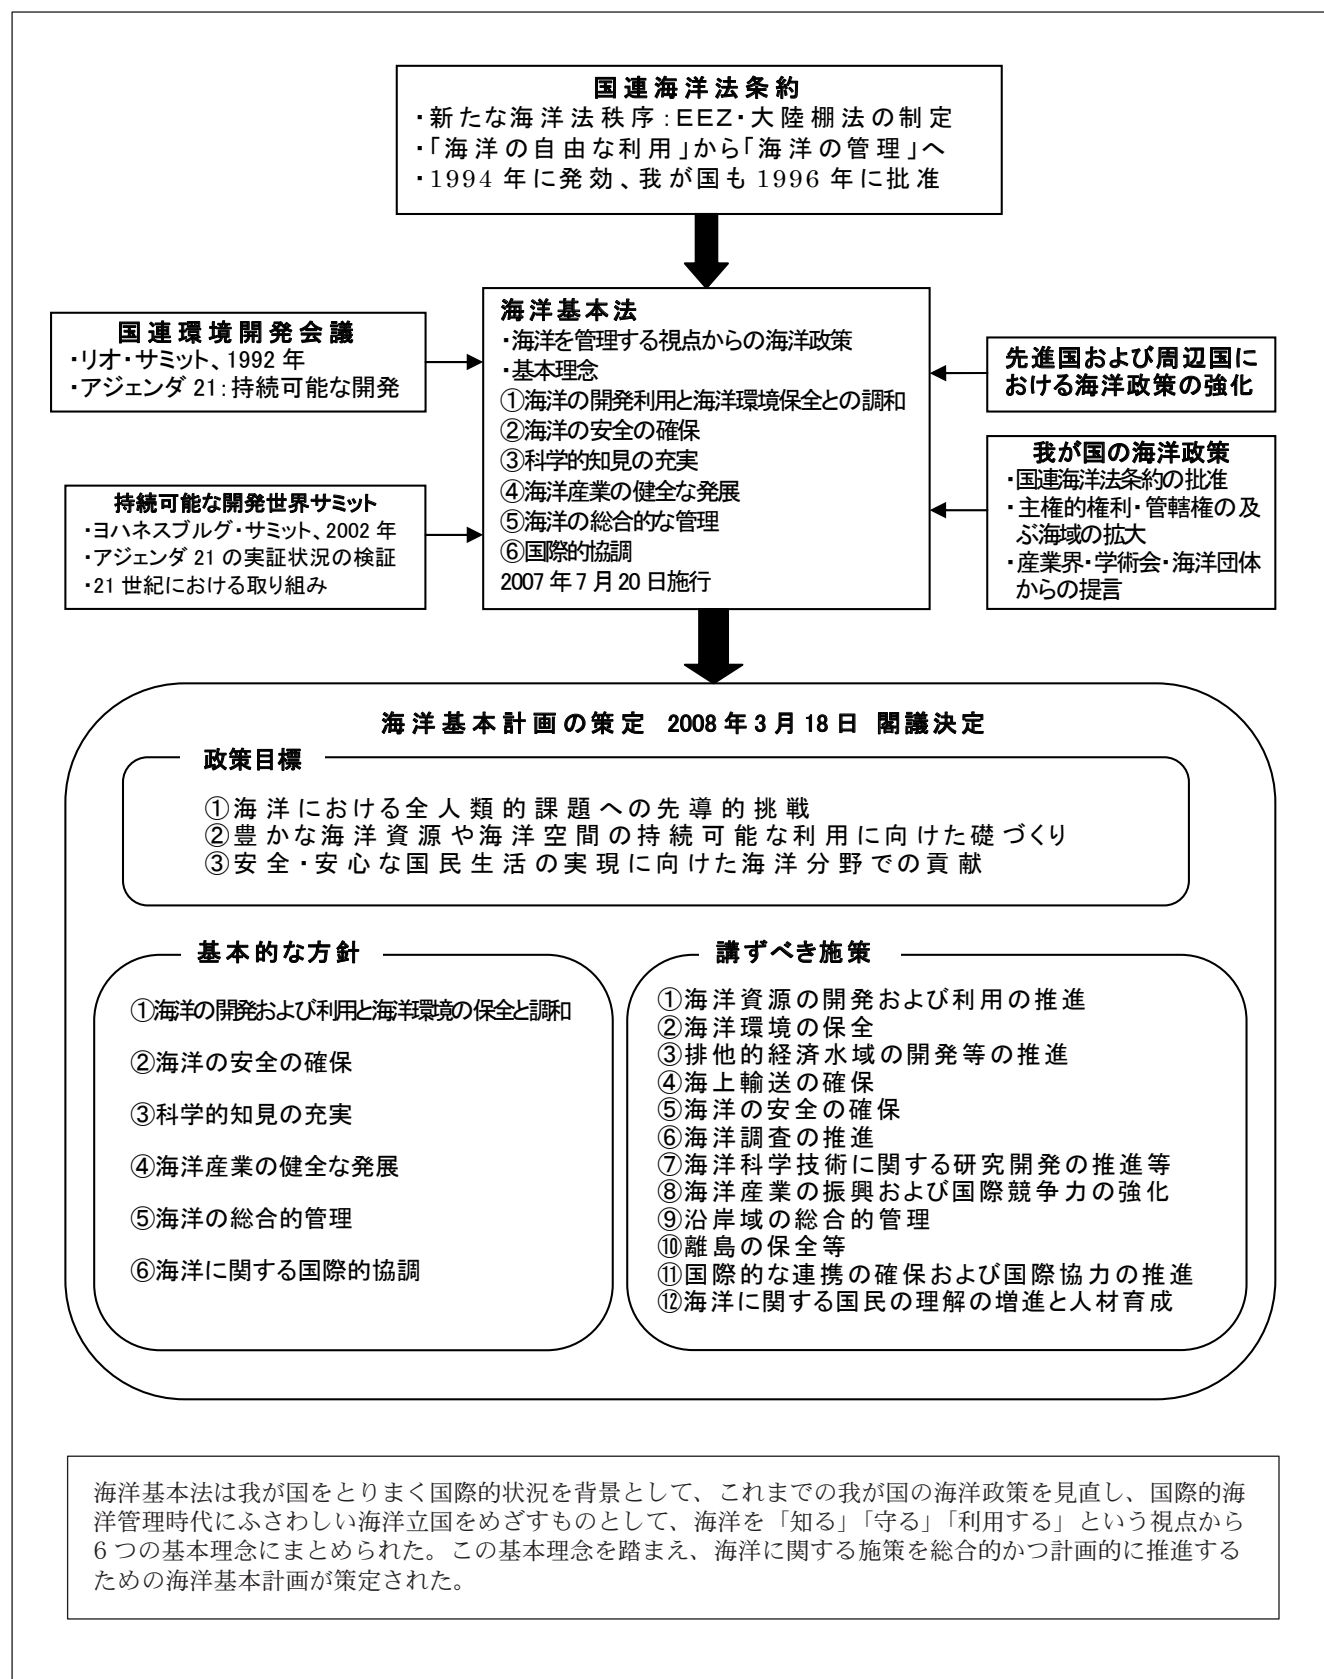 国連海洋法条約
・新たな海洋法秩序:EEZ・大陸棚法の制定
・「海洋の自由な利用」から「海洋の管理」へ
・1994 年に発効、我が国も 1996 年に批准
国連環境開発会議
・リオ・サミット、1992 年
・アジェンダ 21:持続可能な開発
持続可能な開発世界サミット
・ヨハネスブルグ・サミット、2002 年
・アジェンダ 21 の実証状況の検証
・21 世紀における取り組み
海洋基本法
・海洋を管理する視点からの海洋政策
・基本理念
①海洋の開発利用と海洋環境保全との調和
②海洋の安全の確保
③科学的知見の充実
④海洋産業の健全な発展
⑤海洋の総合的な管理
⑥国際的協調
2007 年 7 月 20 日施行
先進国および周辺国に
おける海洋政策の強化
我が国の海洋政策
・国連海洋法条約の批准
・主権的権利・管轄権の及
ぶ海域の拡大
・産業界・学術会・海洋団体
からの提言
海洋基本計画の策定 2008 年 3 月 18 日 閣議決定
政策目標
①海洋における全人類的課題への先導的挑戦
②豊かな海洋資源や海洋空間の持続可能な利用に向けた礎づくり
③安全・安心な国民生活の実現に向けた海洋分野での貢献
基本的な方針
①海洋の開発および利用と海洋環境の保全と調和
②海洋の安全の確保
③科学的知見の充実
④海洋産業の健全な発展
⑤海洋の総合的管理
⑥海洋に関する国際的協調
講ずべき施策
①海洋資源の開発および利用の推進
②海洋環境の保全
③排他的経済水域の開発等の推進
④海上輸送の確保
⑤海洋の安全の確保
⑥海洋調査の推進
⑦海洋科学技術に関する研究開発の推進等
⑧海洋産業の振興および国際競争力の強化
⑨沿岸域の総合的管理
⑩離島の保全等
⑪国際的な連携の確保および国際協力の推進
⑫海洋に関する国民の理解の増進と人材育成
海洋基本法は我が国をとりまく国際的状況を背景として、これまでの我が国の海洋政策を見直し、国際的海
洋管理時代にふさわしい海洋立国をめざすものとして、海洋を「知る」「守る」「利用する」という視点から
6 つの基本理念にまとめられた。この基本理念を踏まえ、海洋に関する施策を総合的かつ計画的に推進する
ための海洋基本計画が策定された。